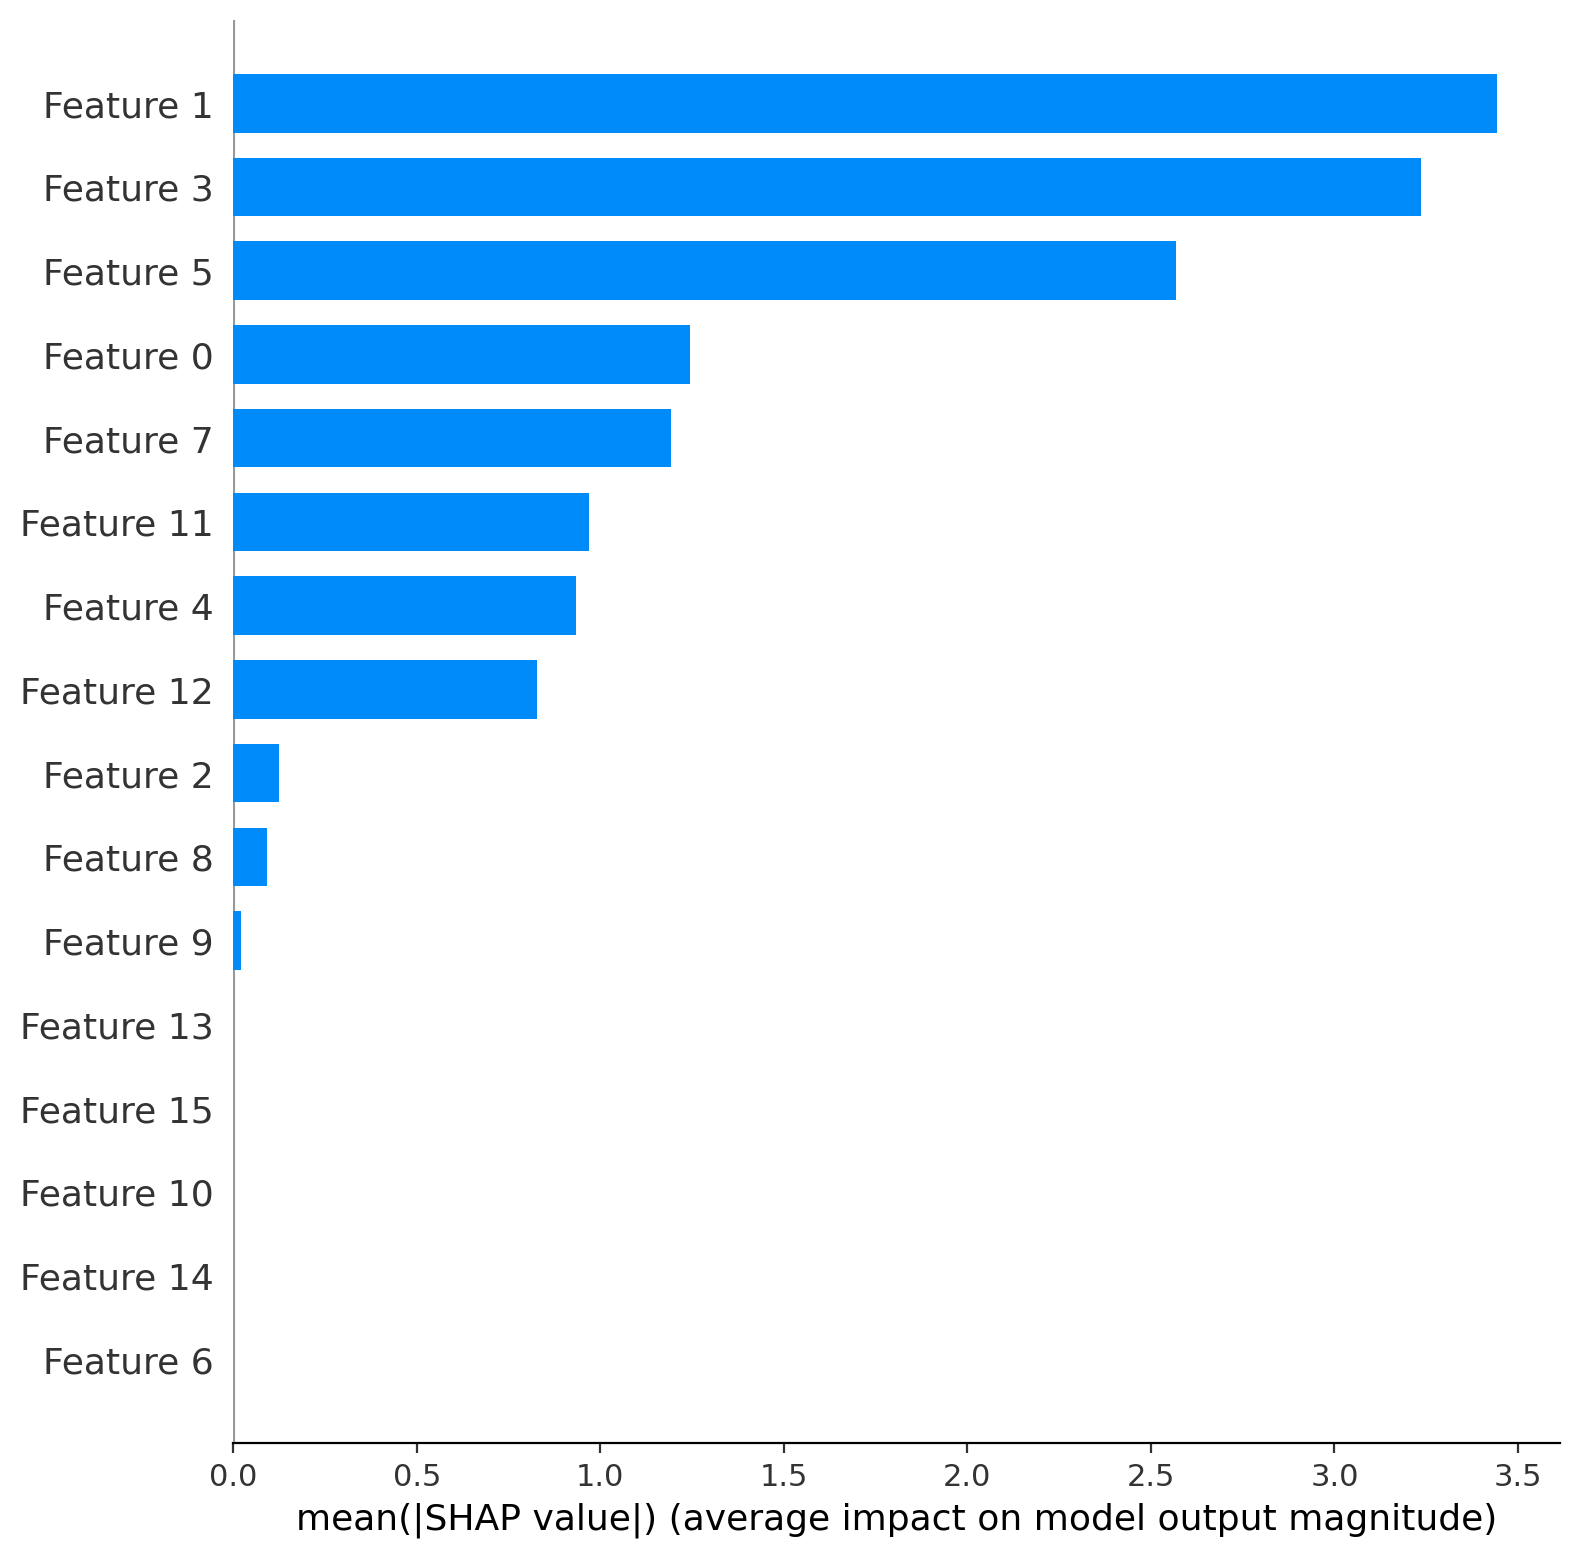 Feature 1
Feature 3
Feature 5
Feature 0
Feature 7
Feature 11
Feature 4
Feature 12
Feature 2
Feature 8
Feature 9
Feature 13
Feature 15
Feature 10
Feature 14
Feature 6
0.0 0.5 1.0 1.5 2.0 2.5 3.0 3.5
mean(|SHAP value|) (average impact on model output magnitude)